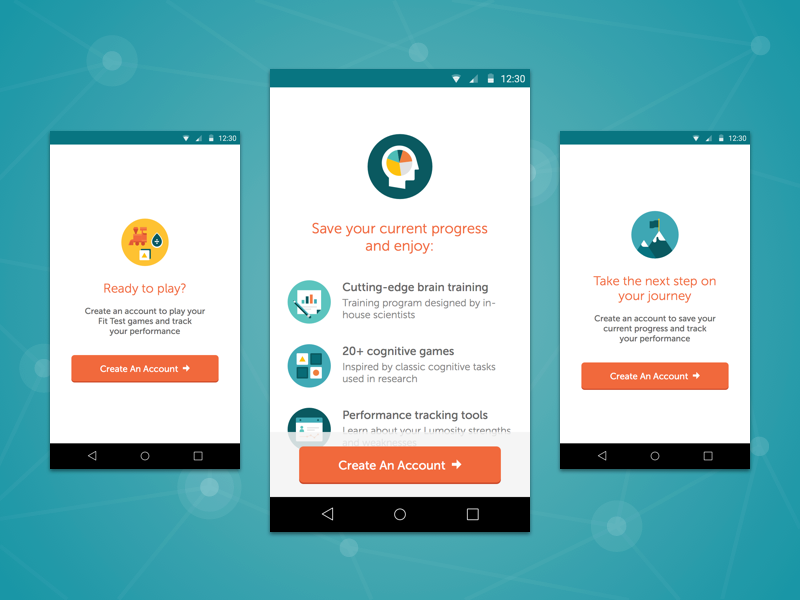 12:30
Ready to play?
Create an account to play your
Fit Test games and track
your performance
Create An Account
12:30
Save your current progress
and enjoy:
Cutting-edge brain training
Training program designed by in-
house scientists
20+ cognitive games
Inspired by classic cognitive tasks
used in research
Performance tracking tools
Learn about your Lumosity strengths
and weaknesses
Create An Account
12:30
Take the next step on
your journey
Create an account to save your
current progress and track
your performance
Create An Account